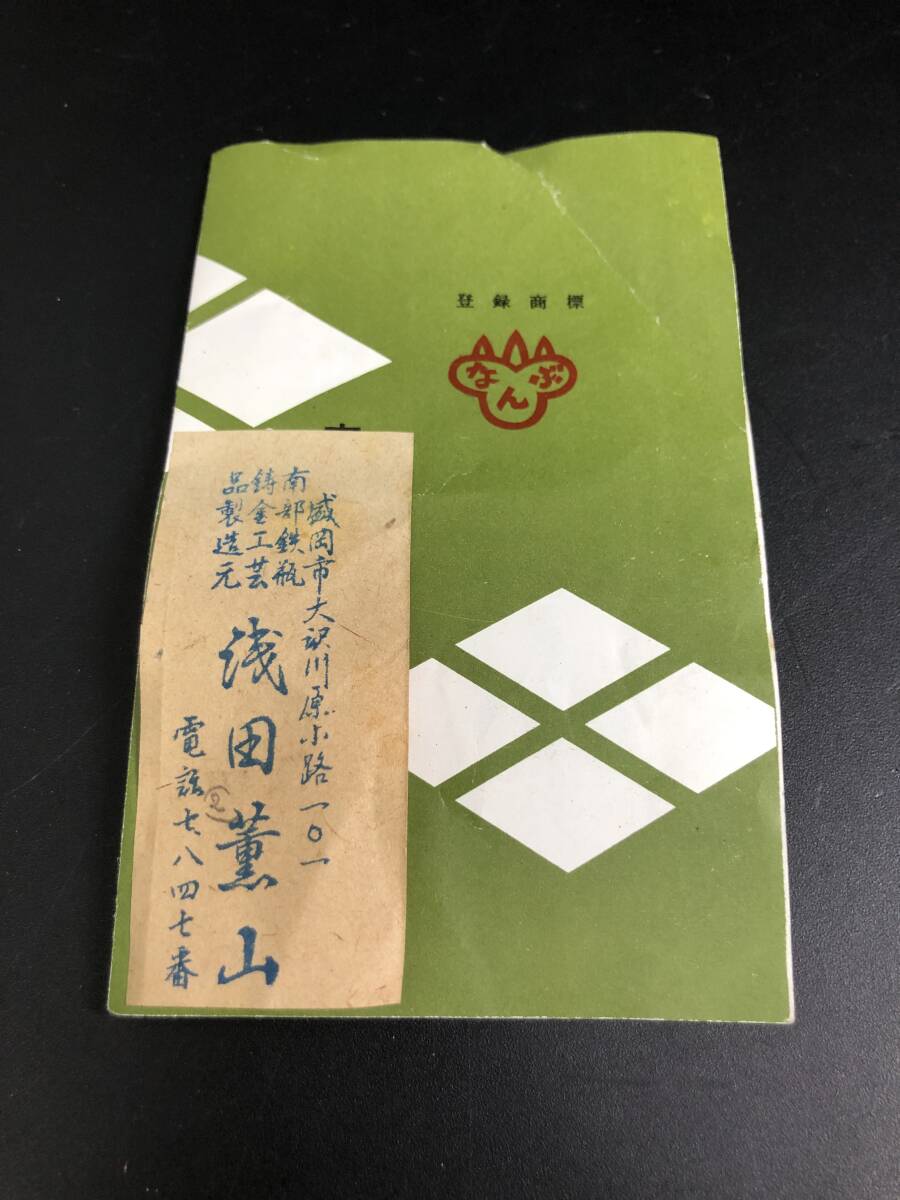 登録商標
なんぶ
盛岡市大沢川原小路一〇一
南部鉄瓶
鋳金工芸
品製造元
浅田薫山
電話②七八四七番